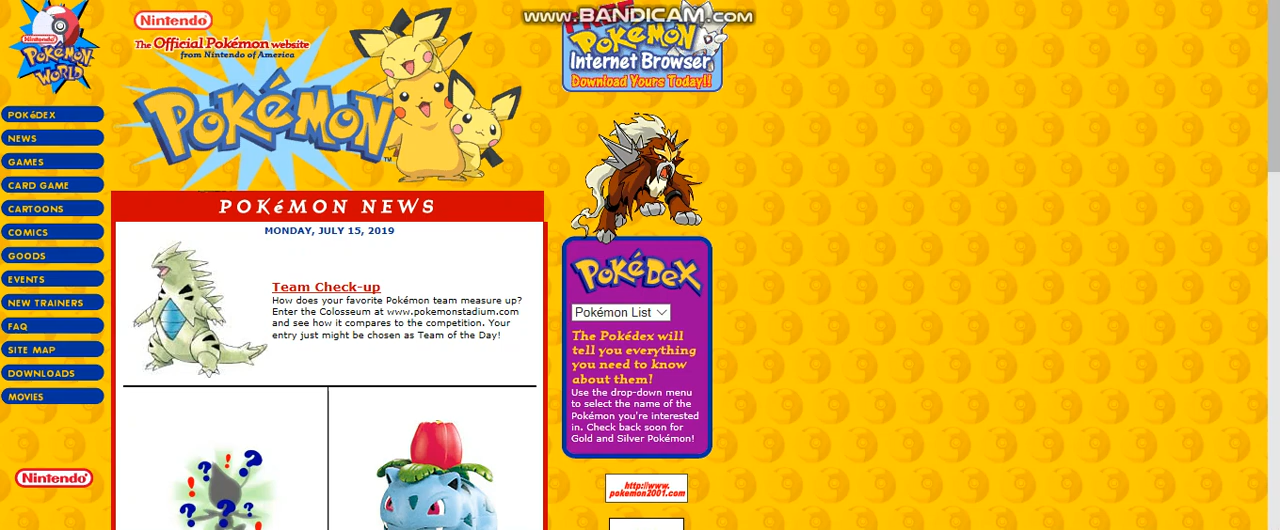 www.BANDICAM.com
Nintendo
POKéMON
WORLD
Nintendo
The Official Pokémon website
from Nintendo of America
POKéMON
TM
FREE
POKéMON
Internet Browser
Download Yours Today!!
POKéDEX
NEWS
GAMES
CARD GAME
CARTOONS
COMICS
GOODS
EVENTS
NEW TRAINERS
FAQ
SITE MAP
DOWNLOADS
MOVIES
Nintendo
POKéMON NEWS
MONDAY, JULY 15, 2019
Team Check-up
How does your favorite Pokémon team measure up?
Enter the Colosseum at www.pokemonstadium.com
and see how it compares to the competition. Your
entry just might be chosen as Team of the Day!
POKéDEX
Pokémon List
The Pokédex will
tell you everything
you need to know
about them!
Use the drop-down menu
to select the name of the
Pokémon you're interested
in. Check back soon for
Gold and Silver Pokémon!
http://www.
pokemon2001.com